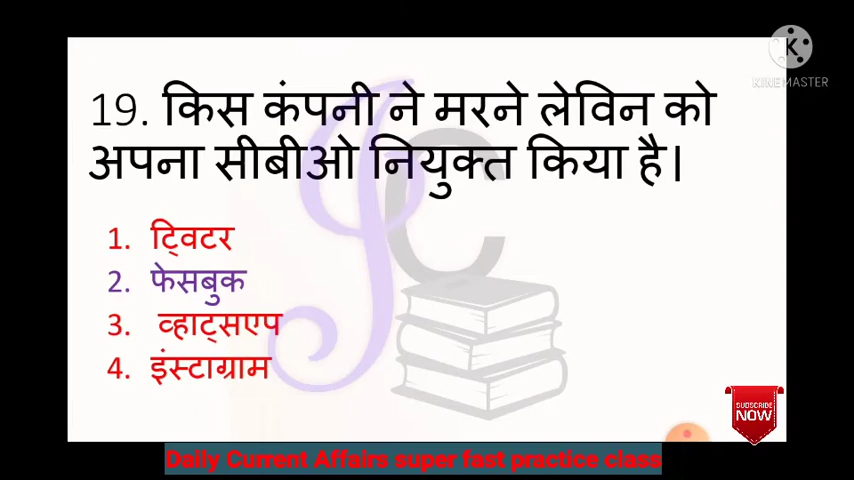 K
KINEMASTER
19. किस कंपनी ने मरने लेविन को
अपना सीबीओ नियुक्त किया है।
1. ट्विटर
2. फेसबुक
3. व्हाट्सएप
4. इंस्टाग्राम
SUBSCRIBE
NOW
Daily Current Affairs super fast practice class